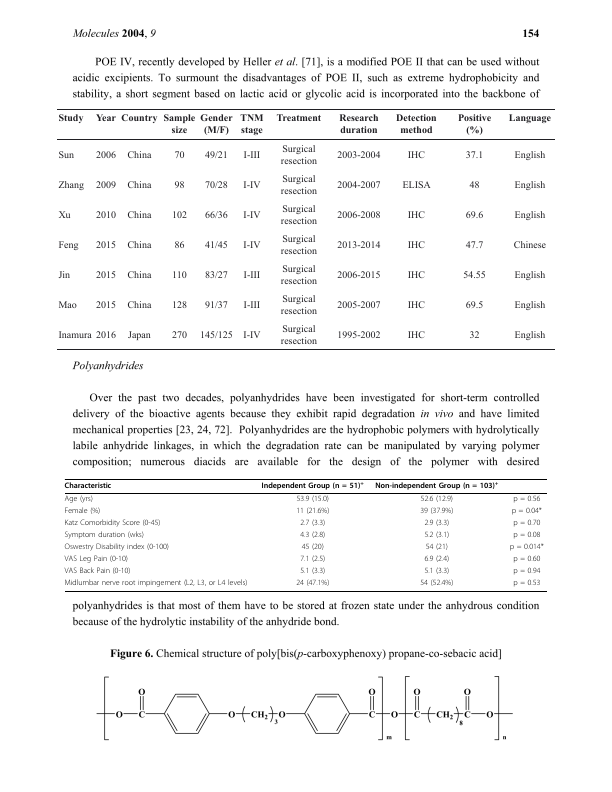 Molecules 2004, 9 154
POE IV, recently developed by Heller et al. [71], is a modified POE II that can be used without
acidic excipients. To surmount the disadvantages of POE II, such as extreme hydrophobicity and
stability, a short segment based on lactic acid or glycolic acid is incorporated into the backbone of
Study Year Country Sample size Gender (M/F) TNM stage Treatment Research duration Detection method Positive (%) Language
Sun 2006 China 70 49/21 I-III Surgical resection 2003-2004 IHC 37.1 English
Zhang 2009 China 98 70/28 I-IV Surgical resection 2004-2007 ELISA 48 English
Xu 2010 China 102 66/36 I-IV Surgical resection 2006-2008 IHC 69.6 English
Feng 2015 China 86 41/45 I-IV Surgical resection 2013-2014 IHC 47.7 Chinese
Jin 2015 China 110 83/27 I-III Surgical resection 2006-2015 IHC 54.55 English
Mao 2015 China 128 91/37 I-III Surgical resection 2005-2007 IHC 69.5 English
Inamura 2016 Japan 270 145/125 I-IV Surgical resection 1995-2002 IHC 32 English
Polyanhydrides
Over the past two decades, polyanhydrides have been investigated for short-term controlled
delivery of the bioactive agents because they exhibit rapid degradation in vivo and have limited
mechanical properties [23, 24, 72]. Polyanhydrides are the hydrophobic polymers with hydrolytically
labile anhydride linkages, in which the degradation rate can be manipulated by varying polymer
composition; numerous diacids are available for the design of the polymer with desired
Characteristic Independent Group (n = 51)+ Non-independent Group (n = 103)+
Age (yrs) 53.9 (15.0) 52.6 (12.9) p = 0.56
Female (%) 11 (21.6%) 39 (37.9%) p = 0.04*
Katz Comorbidity Score (0-45) 2.7 (3.3) 2.9 (3.3) p = 0.70
Symptom duration (wks) 4.3 (2.8) 5.2 (3.1) p = 0.08
Oswestry Disability index (0-100) 45 (20) 54 (21) p = 0.014*
VAS Leg Pain (0-10) 7.1 (2.5) 6.9 (2.4) p = 0.60
VAS Back Pain (0-10) 5.1 (3.3) 5.1 (3.3) p = 0.94
Midlumbar nerve root impingement (L2, L3, or L4 levels) 24 (47.1%) 54 (52.4%) p = 0.53
polyanhydrides is that most of them have to be stored at frozen state under the anhydrous condition
because of the hydrolytic instability of the anhydride bond.
Figure 6. Chemical structure of poly[bis(p-carboxyphenoxy) propane-co-sebacic acid]
O O O O
O C O (CH2)3 O C O C (CH2)8 C O
m n